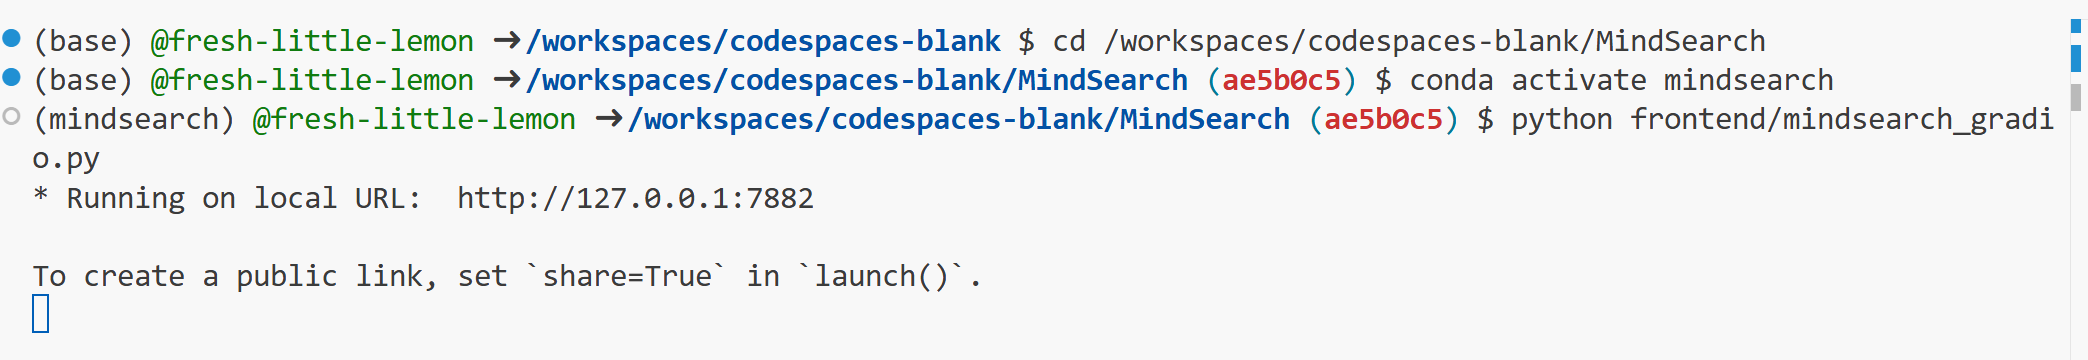 (base) @fresh-little-lemon ➜/workspaces/codespaces-blank $ cd /workspaces/codespaces-blank/MindSearch
(base) @fresh-little-lemon ➜/workspaces/codespaces-blank/MindSearch (ae5b0c5) $ conda activate mindsearch
(mindsearch) @fresh-little-lemon ➜/workspaces/codespaces-blank/MindSearch (ae5b0c5) $ python frontend/mindsearch_gradi
o.py
* Running on local URL:  http://127.0.0.1:7882
To create a public link, set `share=True` in `launch()`.